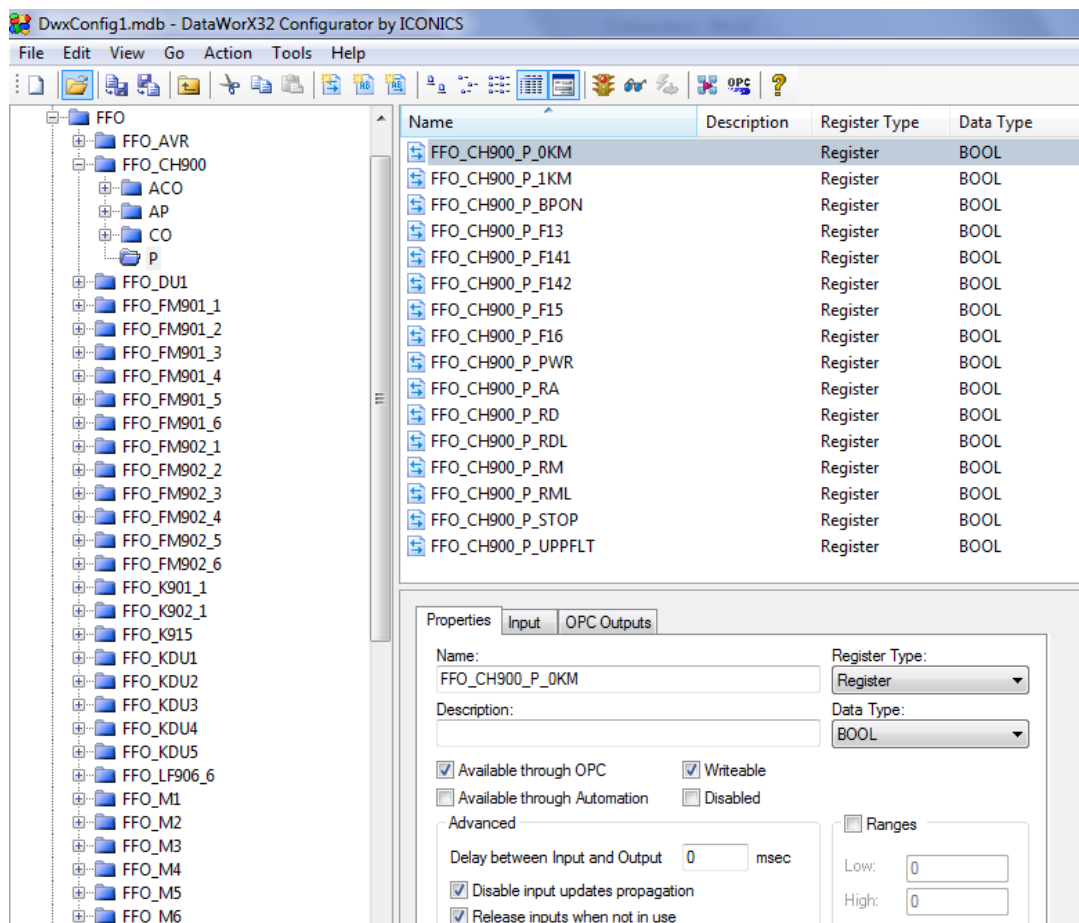 DwxConfig1.mdb - DataWorX32 Configurator by ICONICS
File Edit View Go Action Tools Help
OPC
FFO
FFO_AVR
FFO_CH900
ACO
AP
CO
P
FFO_DU1
FFO_FM901_1
FFO_FM901_2
FFO_FM901_3
FFO_FM901_4
FFO_FM901_5
FFO_FM901_6
FFO_FM902_1
FFO_FM902_2
FFO_FM902_3
FFO_FM902_4
FFO_FM902_5
FFO_FM902_6
FFO_K901_1
FFO_K902_1
FFO_K915
FFO_KDU1
FFO_KDU2
FFO_KDU3
FFO_KDU4
FFO_KDU5
FFO_LF906_6
FFO_M1
FFO_M2
FFO_M3
FFO_M4
FFO_M5
FFO_M6
Name Description Register Type Data Type
FFO_CH900_P_0KM Register BOOL
FFO_CH900_P_1KM Register BOOL
FFO_CH900_P_BPON Register BOOL
FFO_CH900_P_F13 Register BOOL
FFO_CH900_P_F141 Register BOOL
FFO_CH900_P_F142 Register BOOL
FFO_CH900_P_F15 Register BOOL
FFO_CH900_P_F16 Register BOOL
FFO_CH900_P_PWR Register BOOL
FFO_CH900_P_RA Register BOOL
FFO_CH900_P_RD Register BOOL
FFO_CH900_P_RDL Register BOOL
FFO_CH900_P_RM Register BOOL
FFO_CH900_P_RML Register BOOL
FFO_CH900_P_STOP Register BOOL
FFO_CH900_P_UPPFLT Register BOOL
Properties Input OPC Outputs
Name: Register Type:
FFO_CH900_P_0KM Register
Description: Data Type:
BOOL
Available through OPC Writeable
Available through Automation Disabled
Advanced Ranges
Delay between Input and Output 0 msec Low: 0
Disable input updates propagation High: 0
Release inputs when not in use